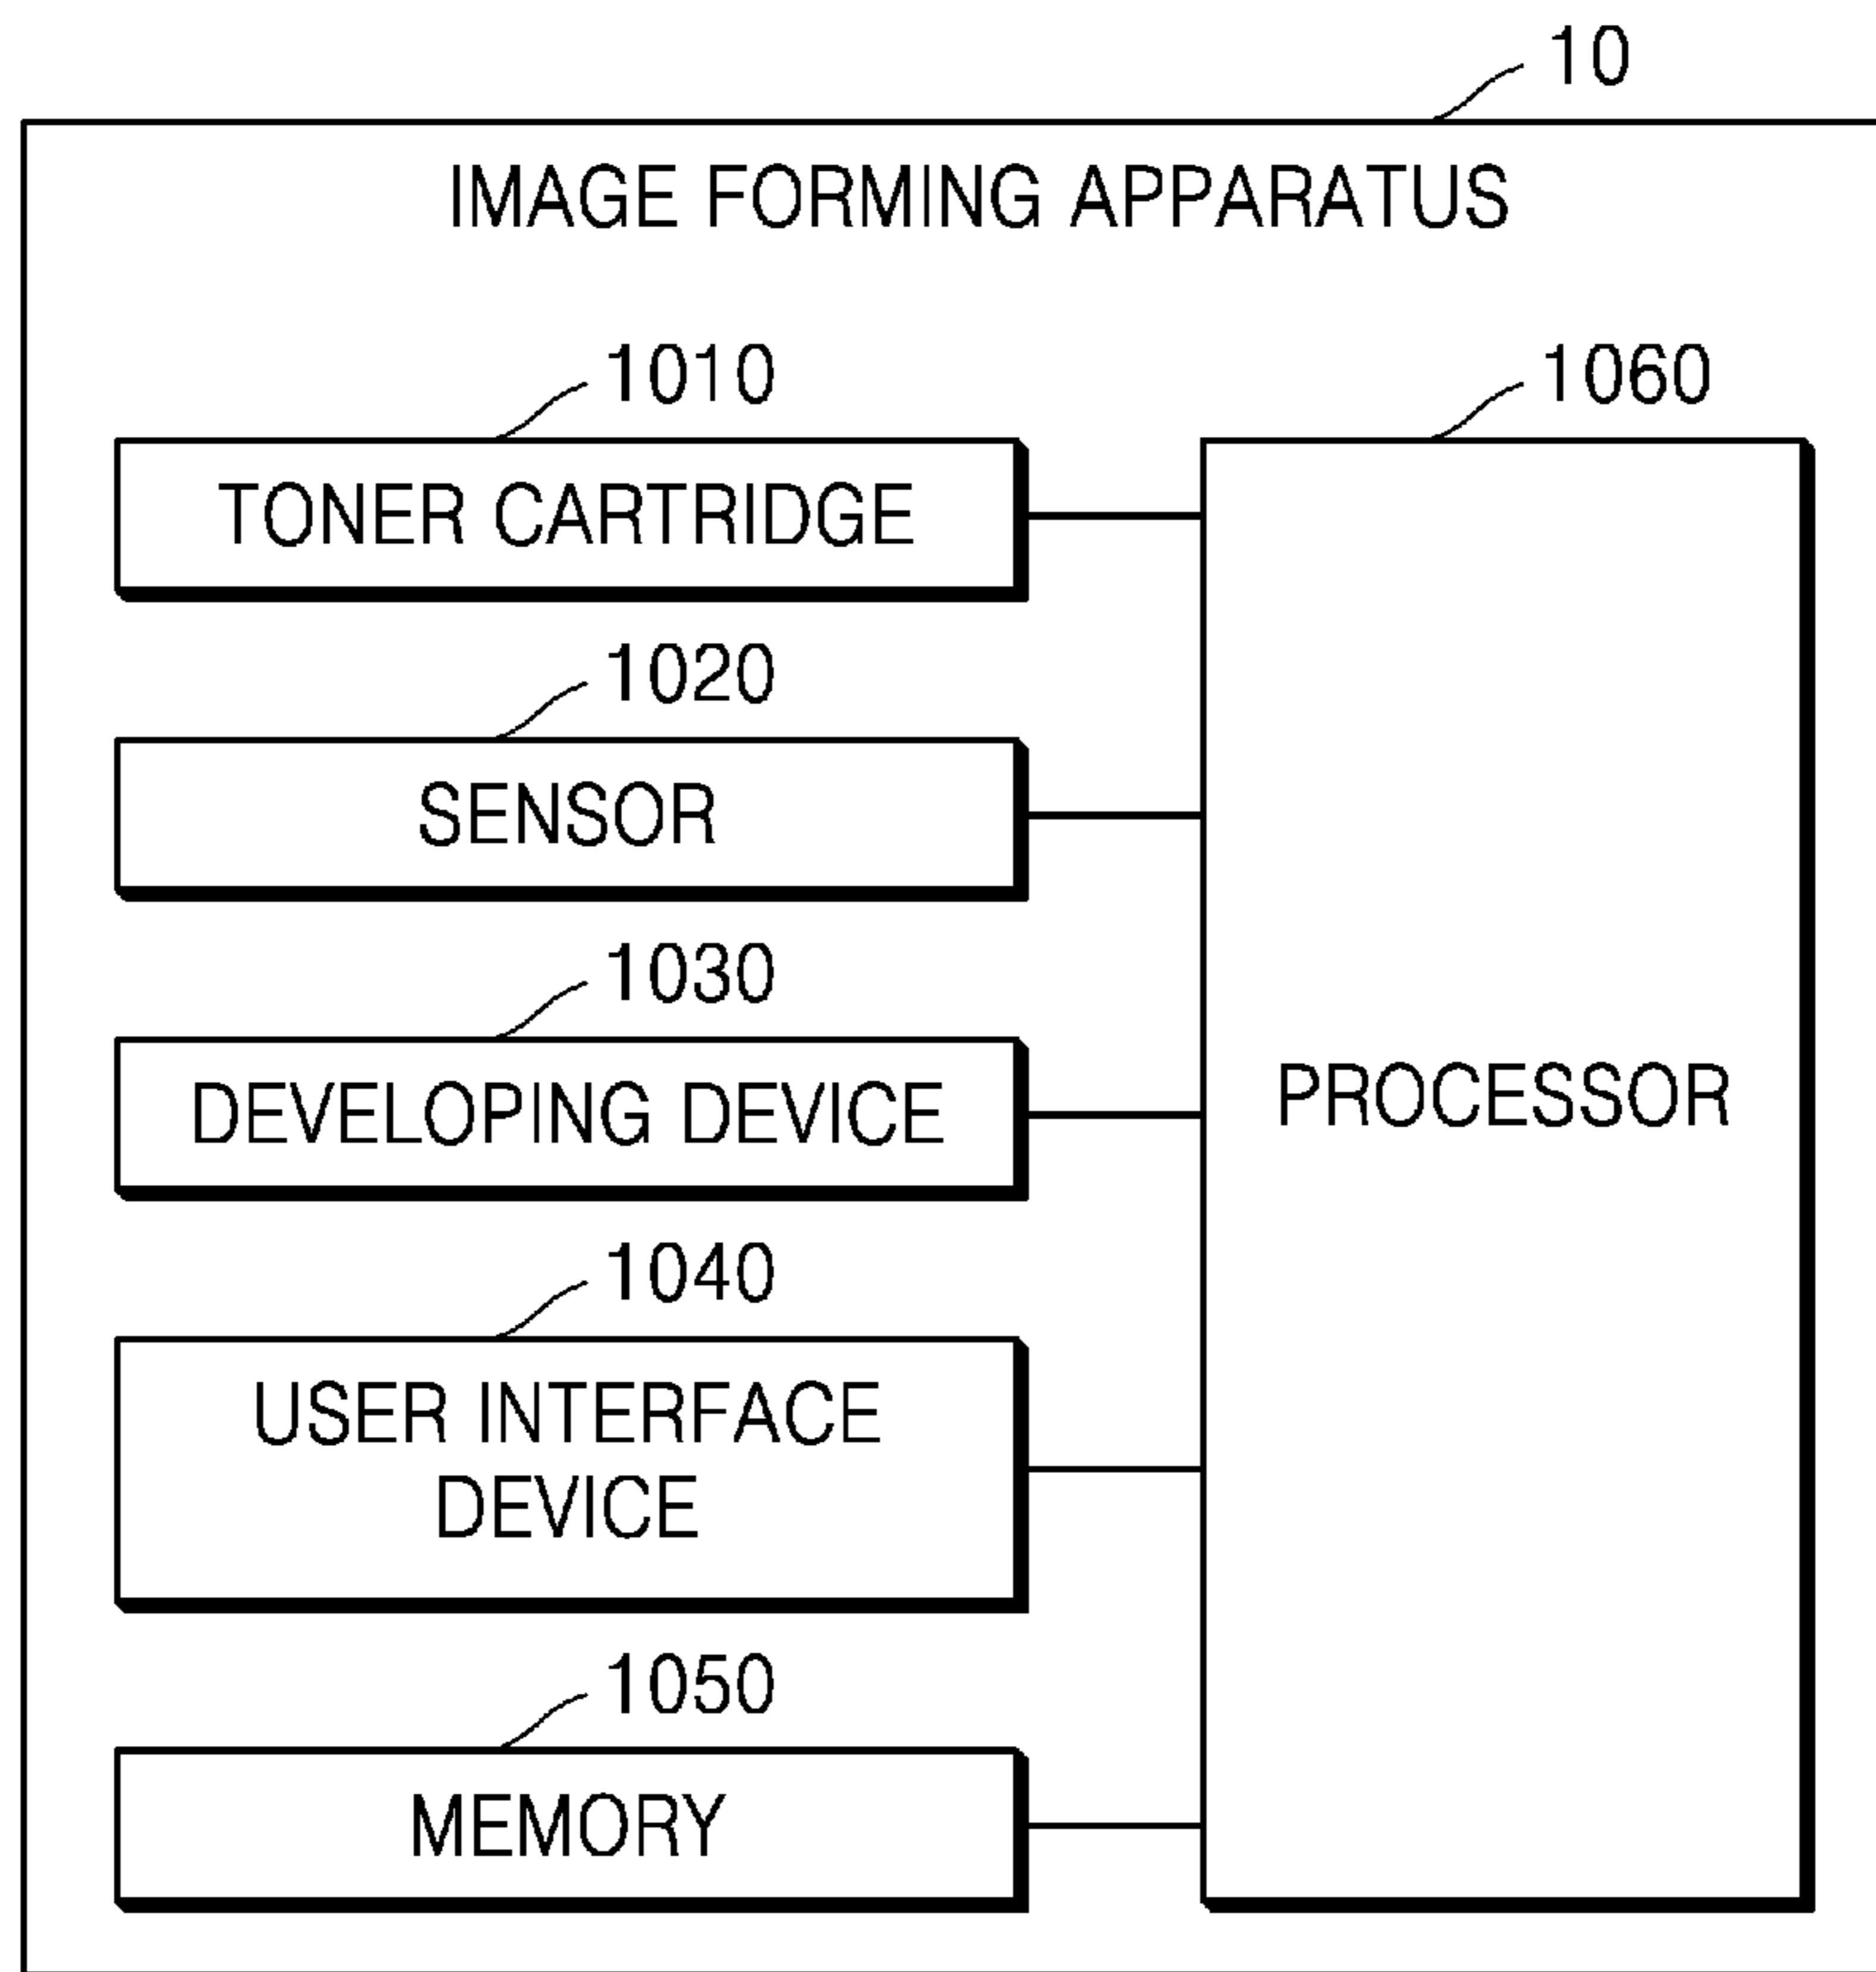 10
IMAGE FORMING APPARATUS
1010
TONER CARTRIDGE
1020
SENSOR
1030
DEVELOPING DEVICE
1040
USER INTERFACE
DEVICE
1050
MEMORY
1060
PROCESSOR